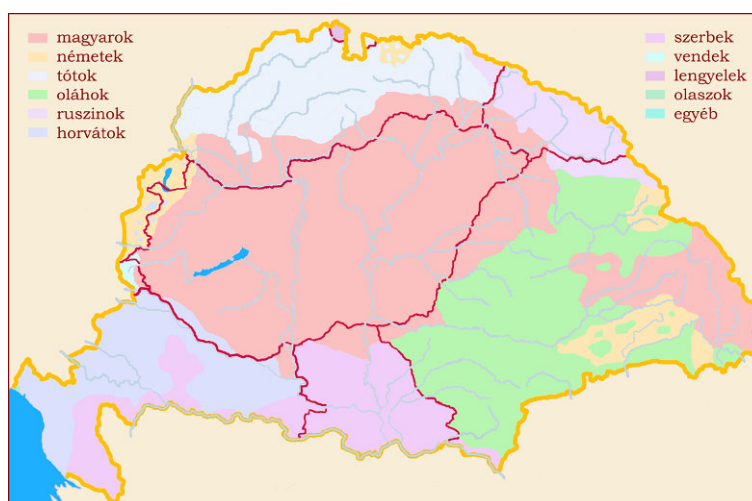 magyarok
németek
tótok
oláhok
ruszinok
horvátok
szerbek
vendek
lengyelek
olaszok
egyéb